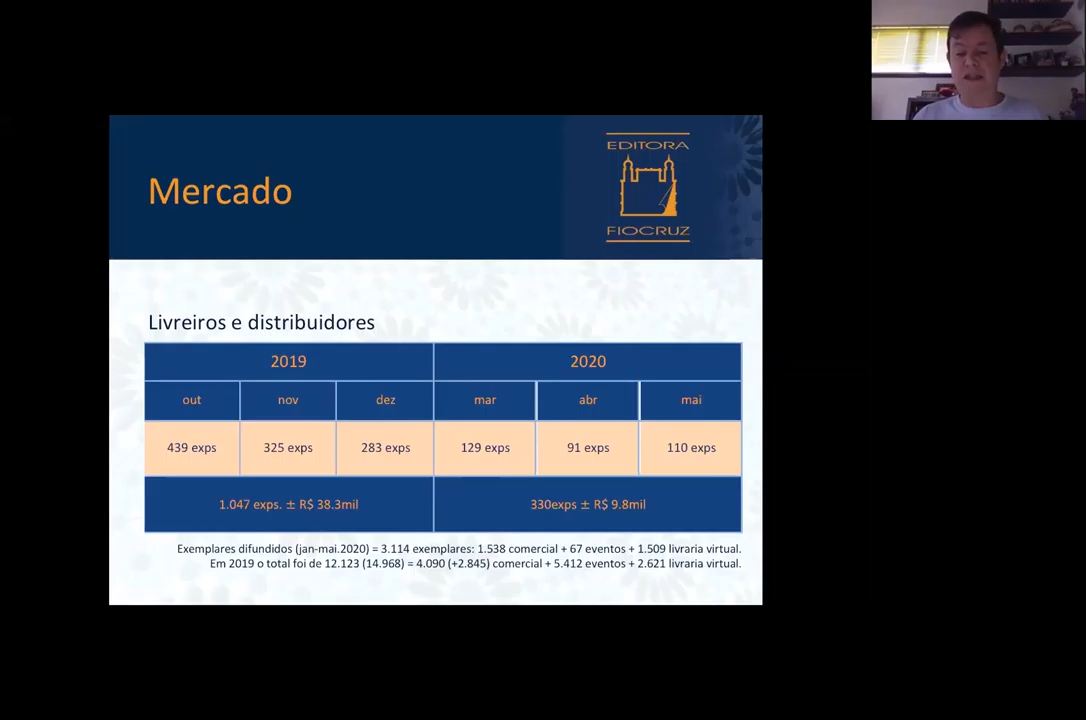 Mercado
EDITORA
FIOCRUZ
Livreiros e distribuidores
2019 2020
out nov dez mar abr mai
439 exps 325 exps 283 exps 129 exps 91 exps 110 exps
1.047 exps. ± R$ 38.3mil 330exps ± R$ 9.8mil
Exemplares difundidos (jan-mai.2020) = 3.114 exemplares: 1.538 comercial + 67 eventos + 1.509 livraria virtual.
Em 2019 o total foi de 12.123 (14.968) = 4.090 (+2.845) comercial + 5.412 eventos + 2.621 livraria virtual.